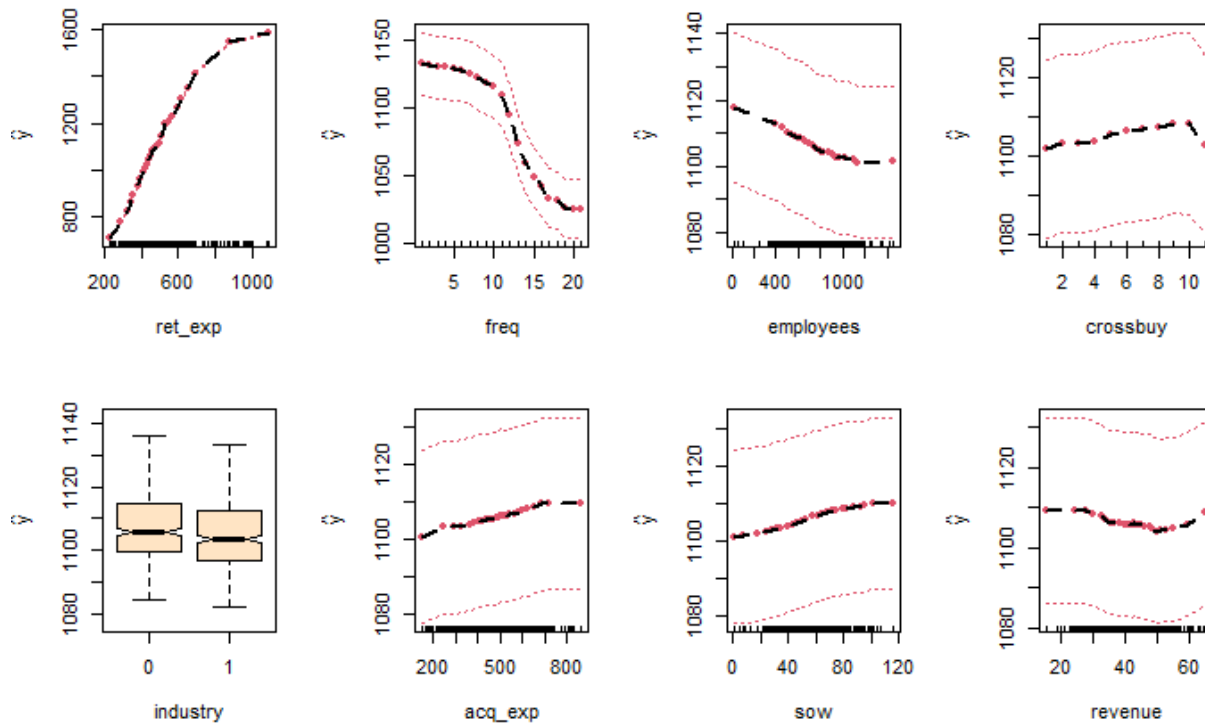 1600
1200
800
ŷ
200 600 1000
ret_exp
1150
1100
1050
1000
ŷ
5 10 15 20
freq
1140
1120
1100
1080
ŷ
0 400 1000
employees
1120
1100
1080
ŷ
2 4 6 8 10
crossbuy
1140
1120
1100
1080
ŷ
0 1
industry
1120
1100
1080
ŷ
200 500 800
acq_exp
1120
1100
1080
ŷ
0 40 80 120
sow
1120
1100
1080
ŷ
20 40 60
revenue